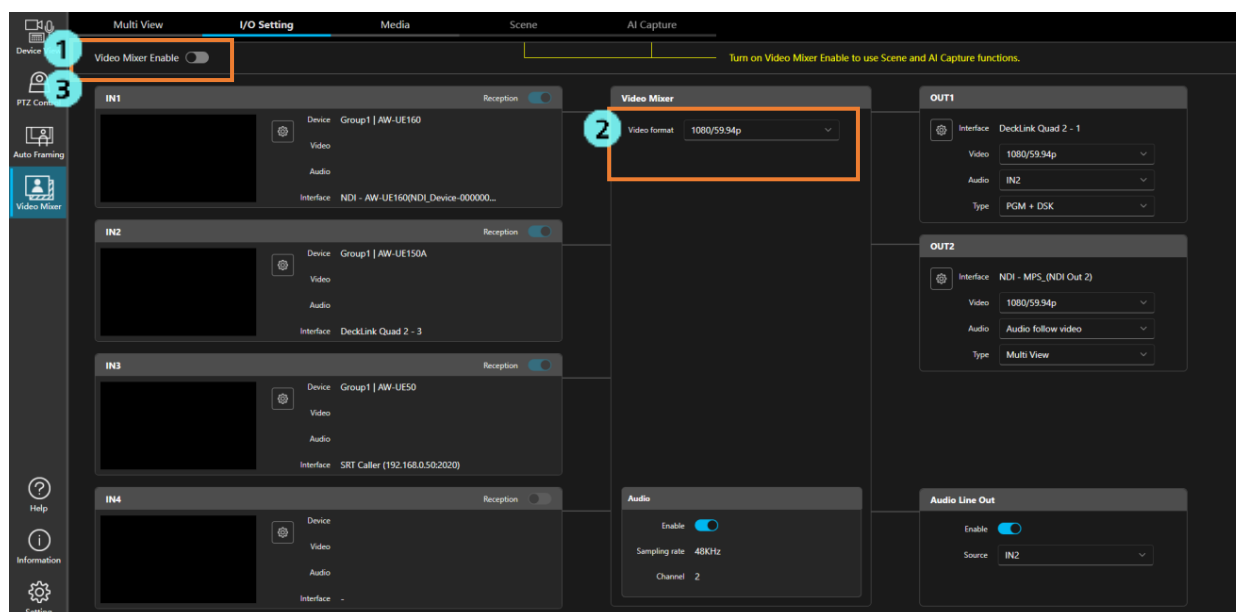 Multi View
I/O Setting
Media
Scene
AI Capture
Device
1
Video Mixer Enable
Turn on Video Mixer Enable to use Scene and AI Capture functions.
3
PTZ
Auto Framing
Video Mixer
Help
Information
Setting
IN1
Reception
Device Group1 | AW-UE160
Video
Audio
Interface NDI - AW-UE160(NDI_Device-000000...
IN2
Reception
Device Group1 | AW-UE150A
Video
Audio
Interface DeckLink Quad 2 - 3
IN3
Reception
Device Group1 | AW-UE50
Video
Audio
Interface SRT Caller (192.168.0.50:2020)
IN4
Reception
Device
Video
Audio
Interface -
Video Mixer
2
Video format 1080/59.94p
Audio
Enable
Sampling rate 48KHz
Channel 2
OUT1
Interface DeckLink Quad 2 - 1
Video 1080/59.94p
Audio IN2
Type PGM + DSK
OUT2
Interface NDI - MPS_(NDI Out 2)
Video 1080/59.94p
Audio Audio follow video
Type Multi View
Audio Line Out
Enable
Source IN2